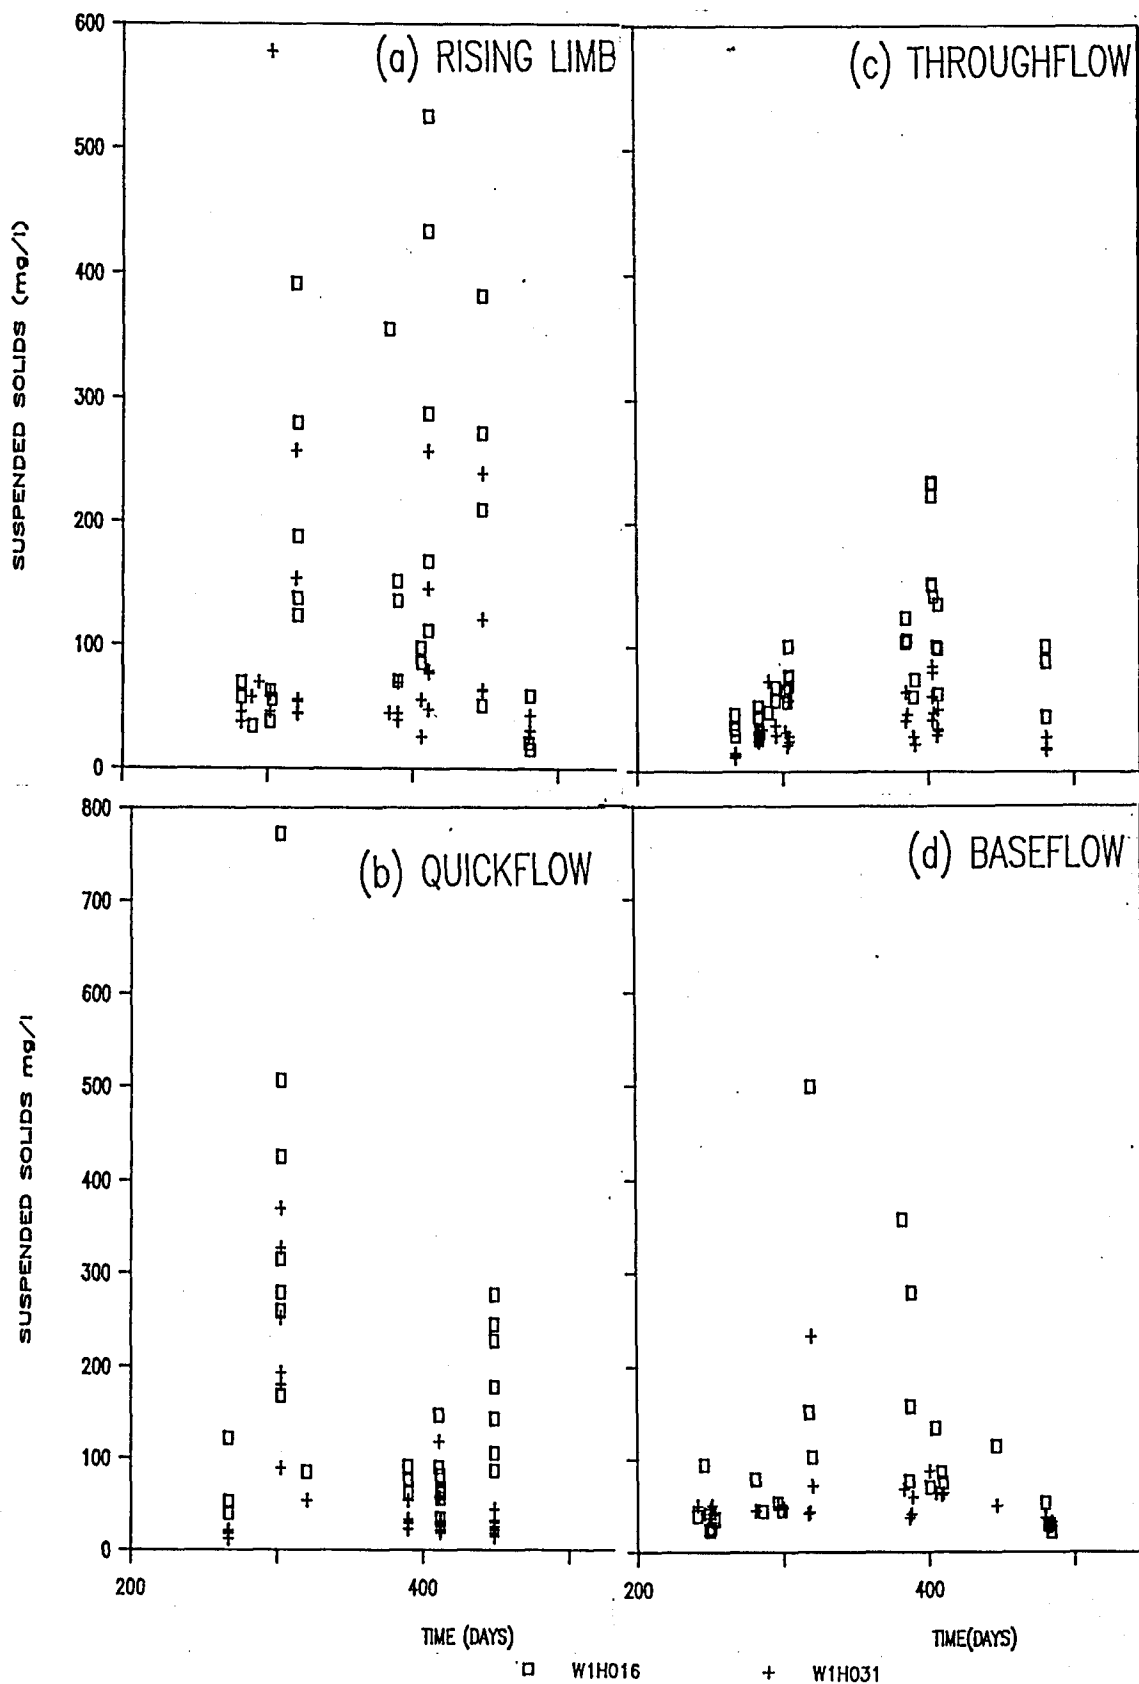 600
500
400
300
200
100
0
SUSPENDED SOLIDS (mg/l)
(a) RISING LIMB
(c) THROUGHFLOW
800
700
600
500
400
300
200
100
0
SUSPENDED SOLIDS mg/l
(b) QUICKFLOW
(d) BASEFLOW
200
400
200
400
TIME (DAYS)
TIME(DAYS)
W1H016
W1H031